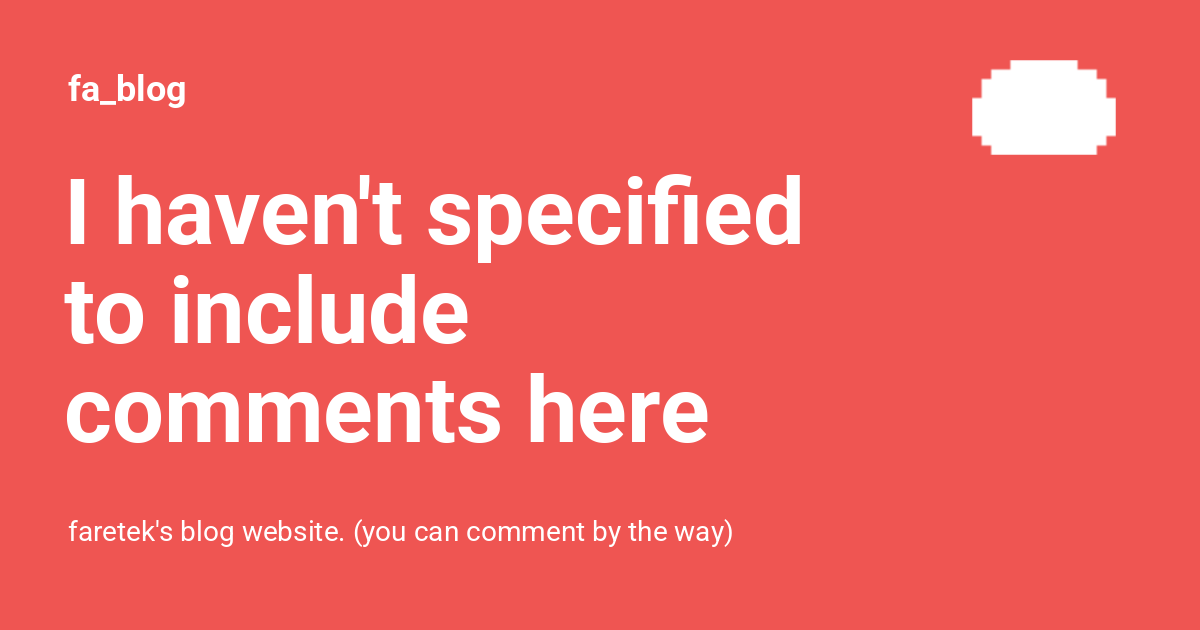 fa_blog
I haven't specified
to include
comments here
faretek's blog website. (you can comment by the way)